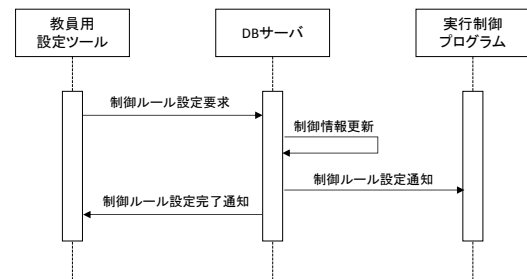 教員用
設定ツール
DBサーバ
実行制御
プログラム
制御ルール設定要求
制御情報更新
制御ルール設定通知
制御ルール設定完了通知